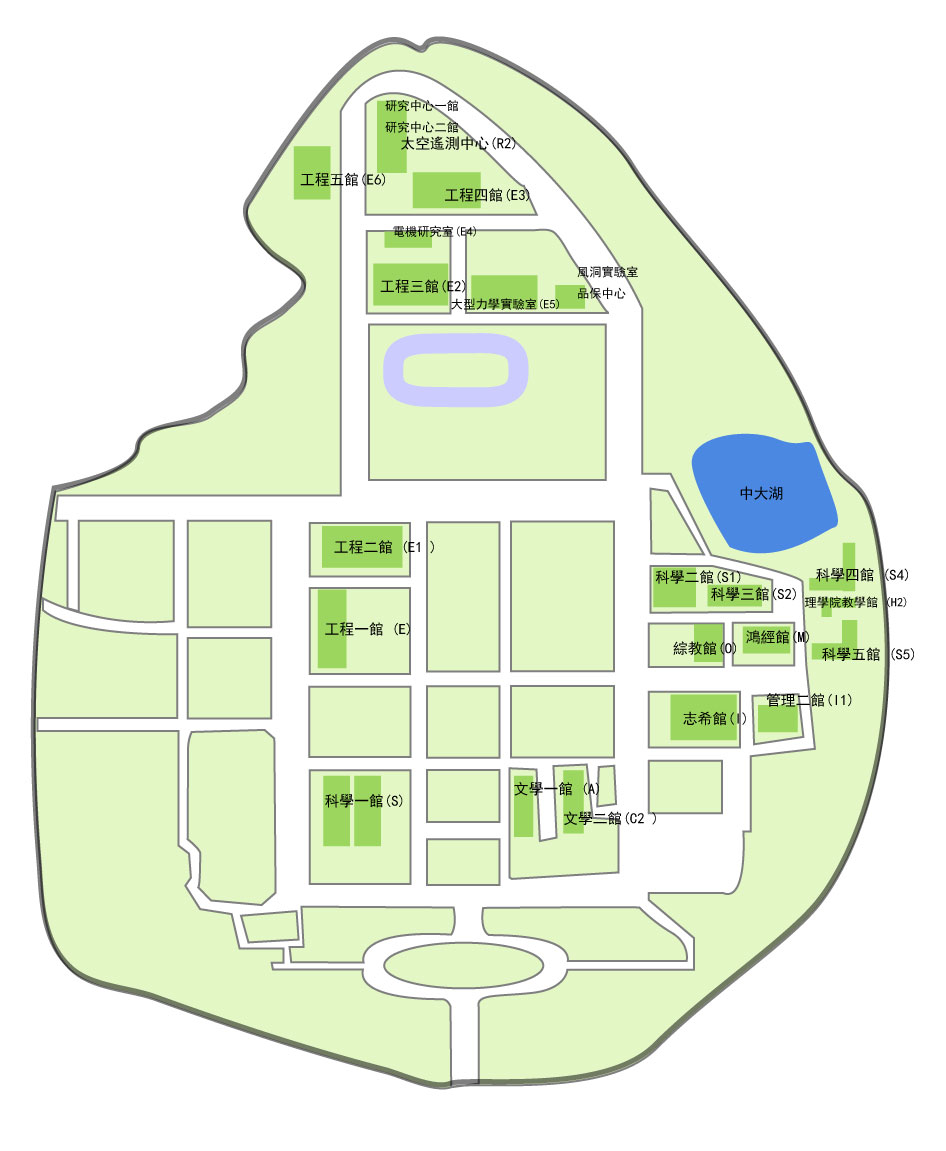 研究中心一館
研究中心二館
太空遙測中心(R2)
工程五館(E6)
工程四館(E3)
電機研究室(E4)
風洞實驗室
工程三館(E2)
品保中心
大型力學實驗室(E5)
中大湖
工程二館 (E1 )
科學二館(S1)
科學四館 (S4)
科學三館(S2)
理學院教學館 (H2)
工程一館 (E)
鴻經館(M)
綜教館(O)
科學五館(S5)
管理二館(I1)
志希館(I)
文學一館 (A)
科學一館(S)
文學二館(C2 )